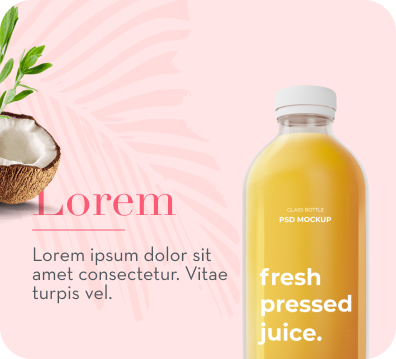 Lorem
Lorem ipsum dolor sit
amet consectetur. Vitae
turpis vel.
GLASS BOTTLE
PSD MOCKUP
fresh
pressed
juice.